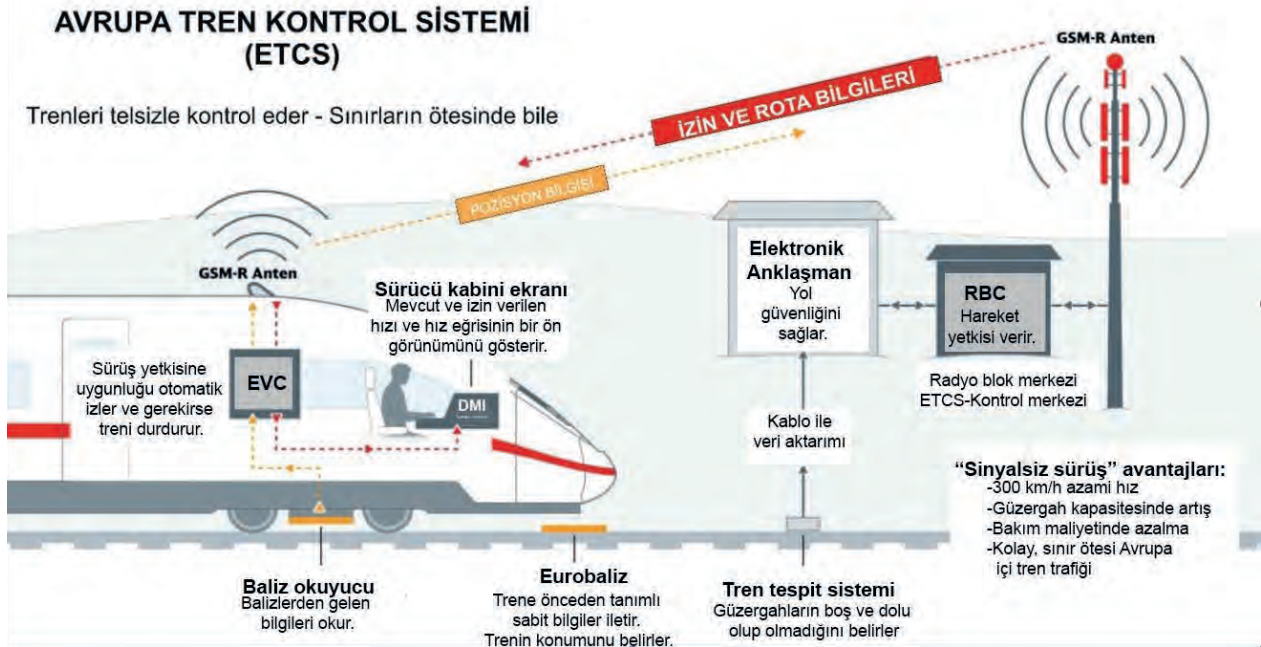 AVRUPA TREN KONTROL SİSTEMİ
(ETCS)
Trenleri telsizle kontrol eder - Sınırların ötesinde bile
GSM-R Anten
İZİN VE ROTA BİLGİLERİ
POZİSYON BİLGİSİ
GSM-R Anten
Sürücü kabini ekranı
Mevcut ve izin verilen
hızı ve hız eğrisinin bir ön
görünümünü gösterir.
Elektronik
Anklaşman
Yol
güvenliğini
sağlar.
RBC
Hareket
yetkisi verir.
Radyo blok merkezi
ETCS-Kontrol merkezi
Sürüş yetkisine
uygunluğu otomatik
izler ve gerekirse
treni durdurur.
EVC
DMI
Kablo ile
veri aktarımı
“Sinyalsiz sürüş” avantajları:
-300 km/h azami hız
-Güzergah kapasitesinde artış
-Bakım maliyetinde azalma
-Kolay, sınır ötesi Avrupa
içi tren trafiği
Baliz okuyucu
Balizlerden gelen
bilgileri okur.
Eurobaliz
Trene önceden tanımlı
sabit bilgiler iletir.
Trenin konumunu belirler.
Tren tespit sistemi
Güzergahların boş ve dolu
olup olmadığını belirler